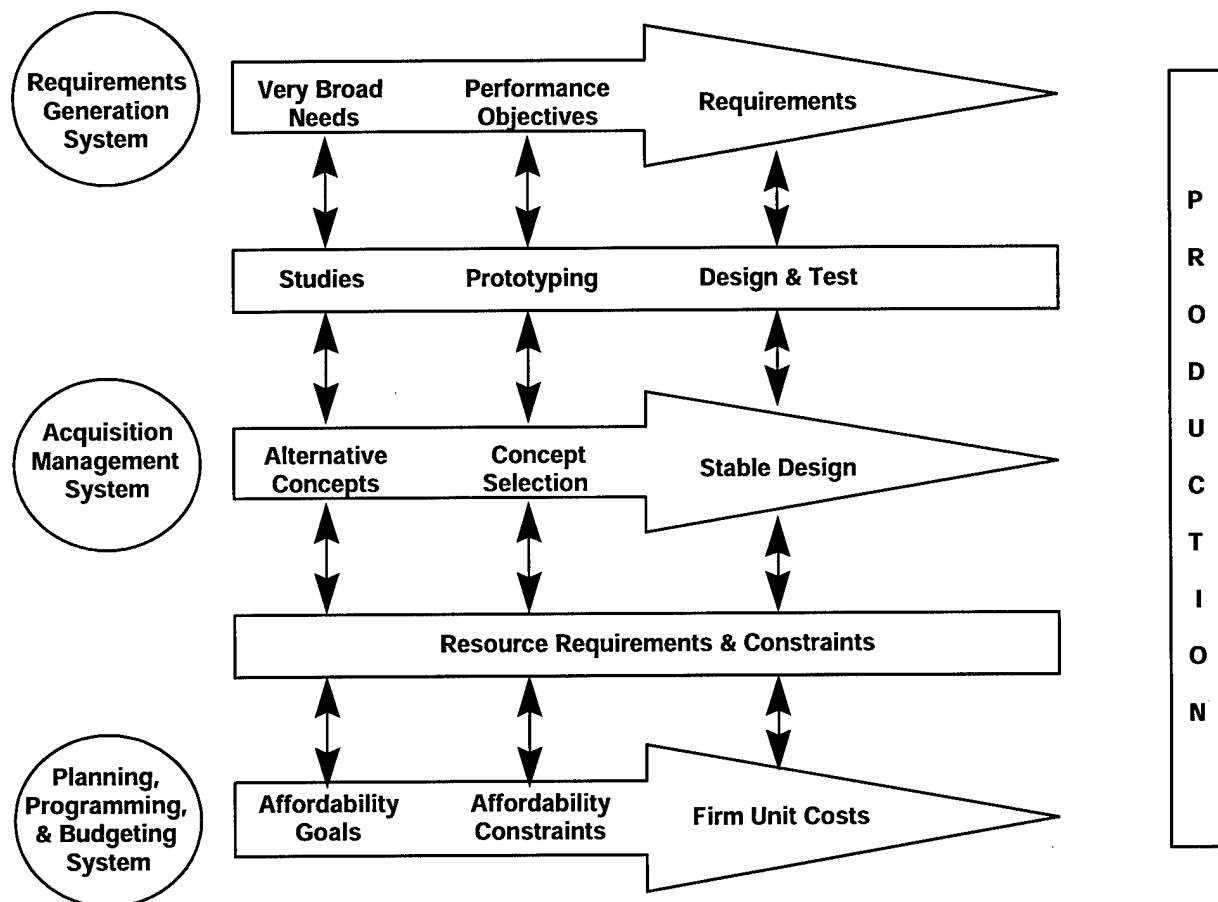 Requirements
Generation
System
Very Broad
Needs
Performance
Objectives
Requirements
Studies
Prototyping
Design & Test
Acquisition
Management
System
Alternative
Concepts
Concept
Selection
Stable Design
Resource Requirements & Constraints
Planning,
Programming,
& Budgeting
System
Affordability
Goals
Affordability
Constraints
Firm Unit Costs
P
R
O
D
U
C
T
I
O
N